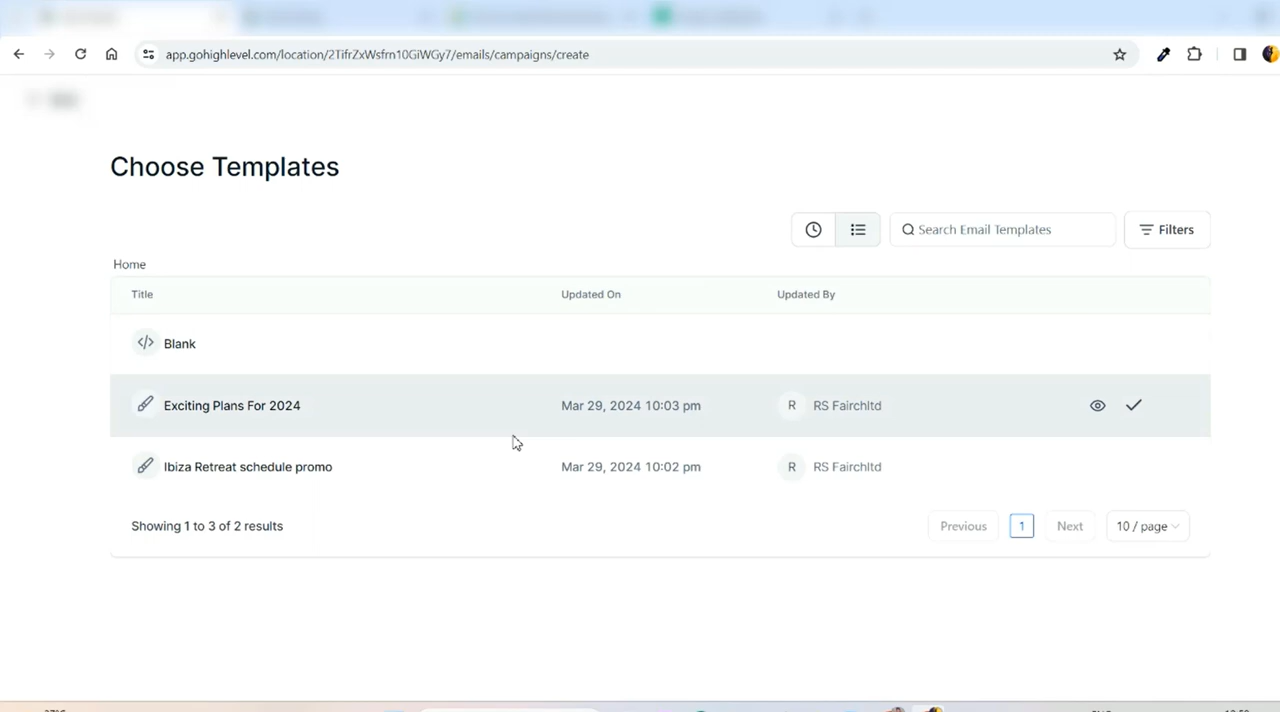 app.gohighlevel.com/location/2TifrZxWsfrn10GiWGy7/emails/campaigns/create
Choose Templates
Search Email Templates
Filters
Home
Title Updated On Updated By
Blank
Exciting Plans For 2024 Mar 29, 2024 10:03 pm R RS Fairchltd
Ibiza Retreat schedule promo Mar 29, 2024 10:02 pm R RS Fairchltd
Showing 1 to 3 of 2 results Previous 1 Next 10 / page